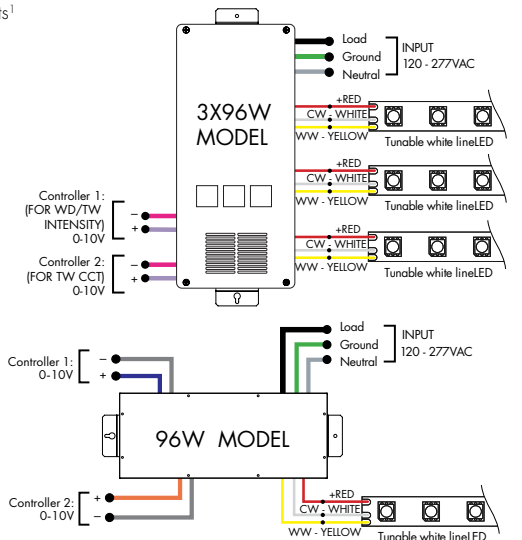 ts1
Load
Ground
Neutral
INPUT
120 - 277VAC
3X96W
MODEL
+RED
CW - WHITE
WW - YELLOW
Tunable white lineLED
+RED
CW - WHITE
WW - YELLOW
Tunable white lineLED
+RED
CW - WHITE
WW - YELLOW
Tunable white lineLED
Controller 1:
(FOR WD/TW
INTENSITY)
0-10V
–
+
Controller 2:
(FOR TW CCT)
0-10V
–
+
Load
Ground
Neutral
INPUT
120 - 277VAC
Controller 1:
0-10V
–
+
96W MODEL
Controller 2:
0-10V
+
–
+RED
CW - WHITE
WW - YELLOW
Tunable white lineLED